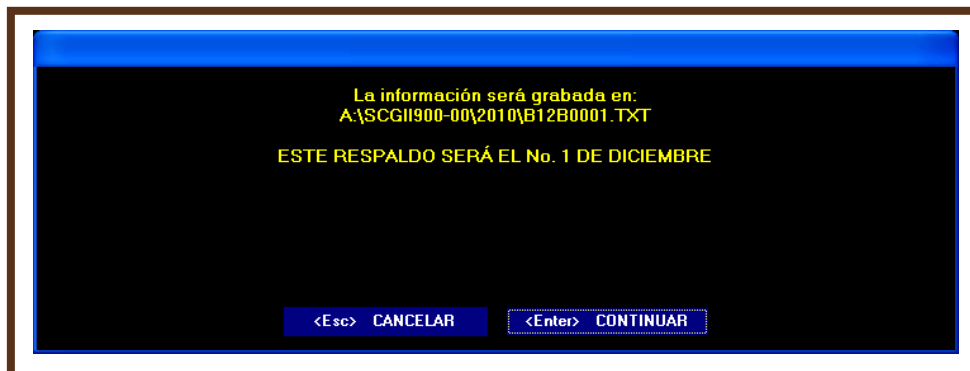 La información será grabada en:
A:\SCGII900-00\2010\B12B0001.TXT
ESTE RESPALDO SERÁ EL No. 1 DE DICIEMBRE
<Esc> CANCELAR <Enter> CONTINUAR